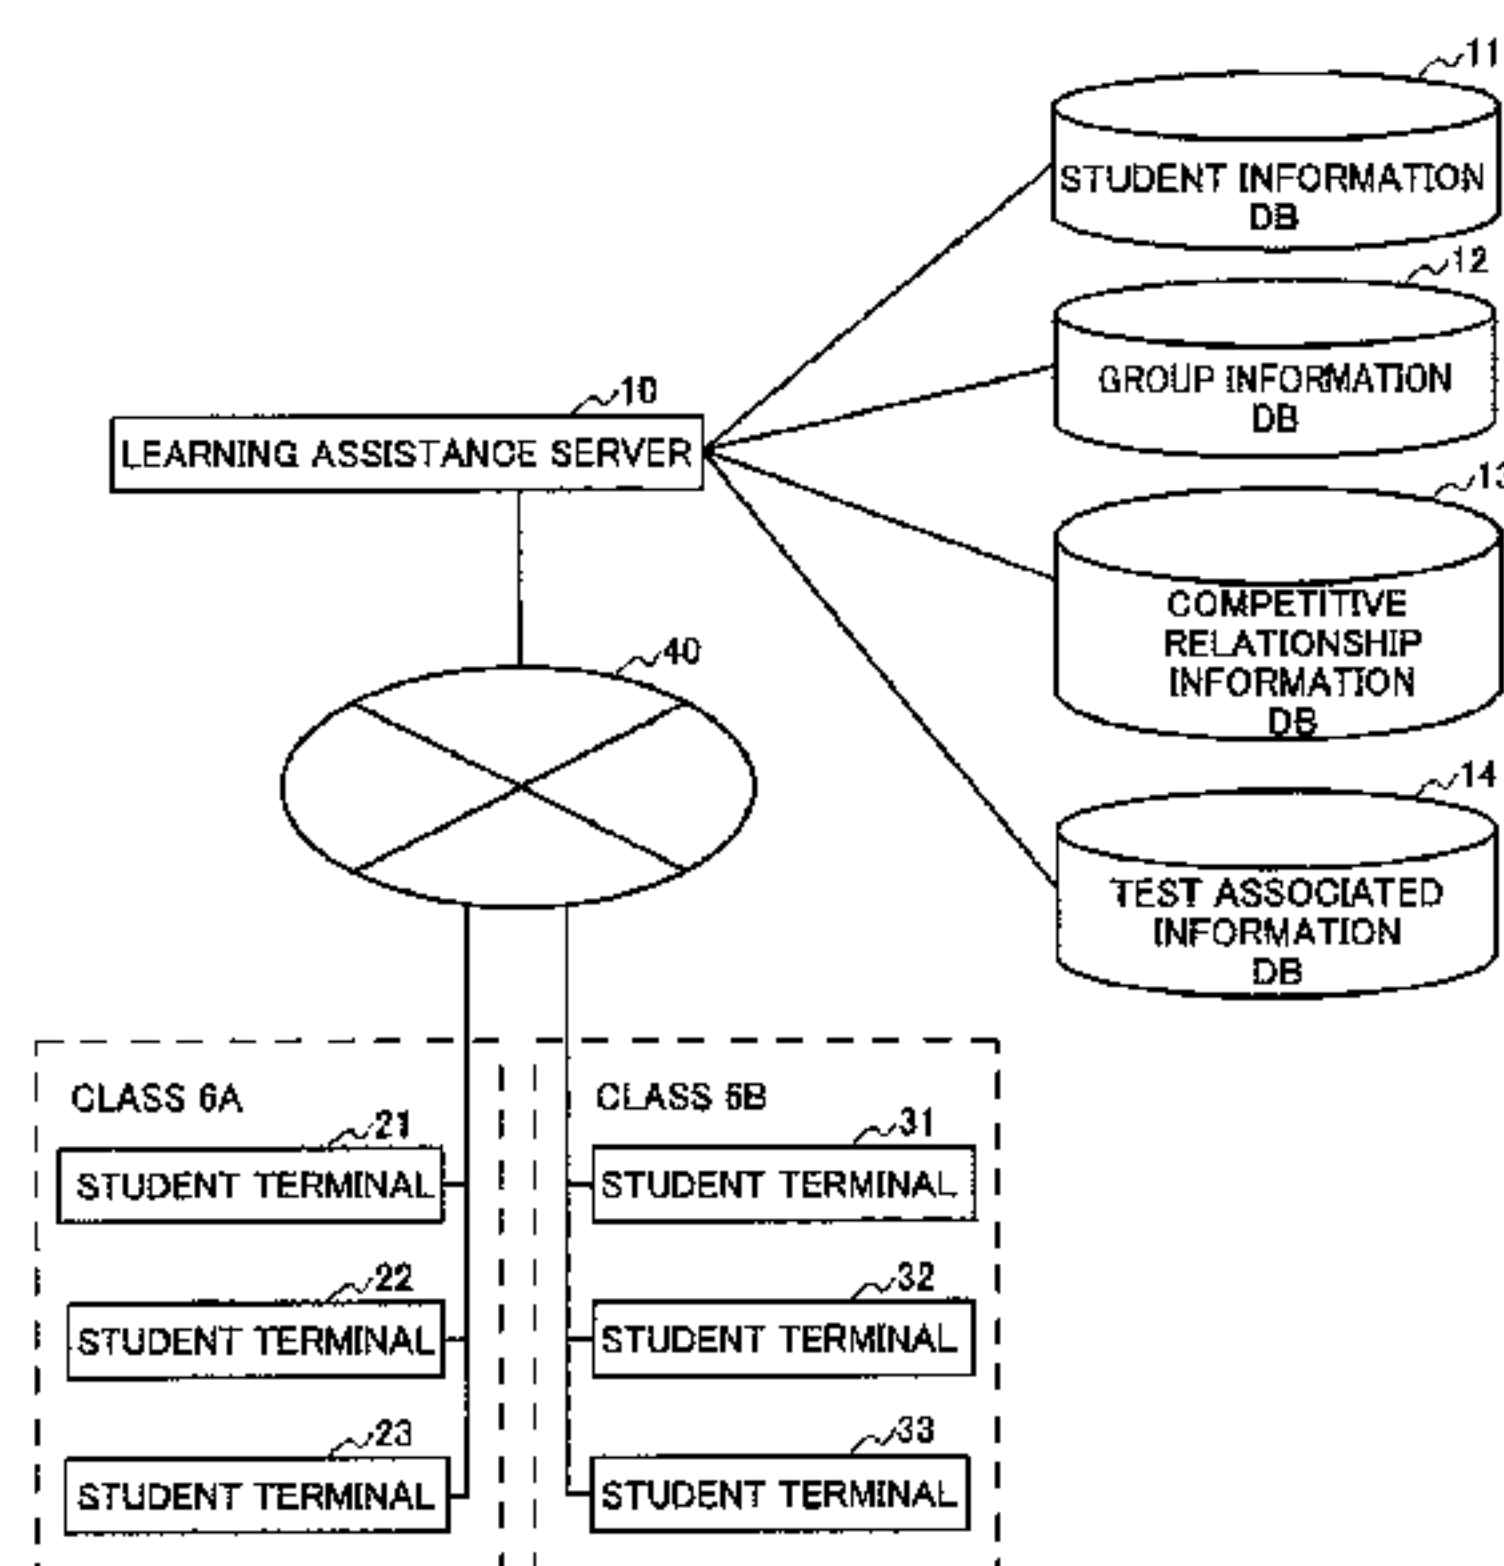 11
STUDENT INFORMATION
DB
12
GROUP INFORMATION
DB
10
LEARNING ASSISTANCE SERVER
13
COMPETITIVE
RELATIONSHIP
INFORMATION
DB
40
14
TEST ASSOCIATED
INFORMATION
DB
CLASS 6A
21
STUDENT TERMINAL
22
STUDENT TERMINAL
23
STUDENT TERMINAL
CLASS 6B
31
STUDENT TERMINAL
32
STUDENT TERMINAL
33
STUDENT TERMINAL